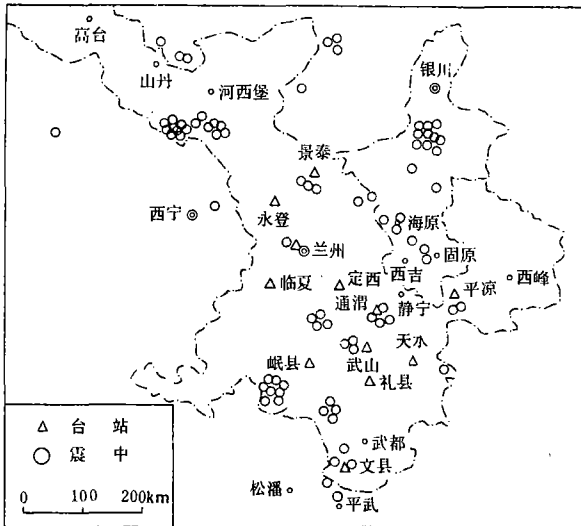 高台
山丹
河西堡
银川
景泰
西宁
永登
海原
兰州
固原
西吉
西峰
临夏
定西
平凉
通渭
静宁
天水
岷县
武山
礼县
武都
文县
松潘
平武
△ 台站
○ 震中
0 100 200km